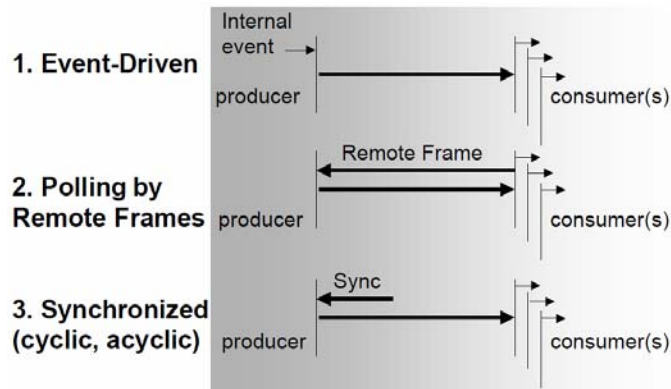 Internal
event
1. Event-Driven
producer
consumer(s)
Remote Frame
2. Polling by
Remote Frames
producer
consumer(s)
Sync
3. Synchronized
(cyclic, acyclic)
producer
consumer(s)